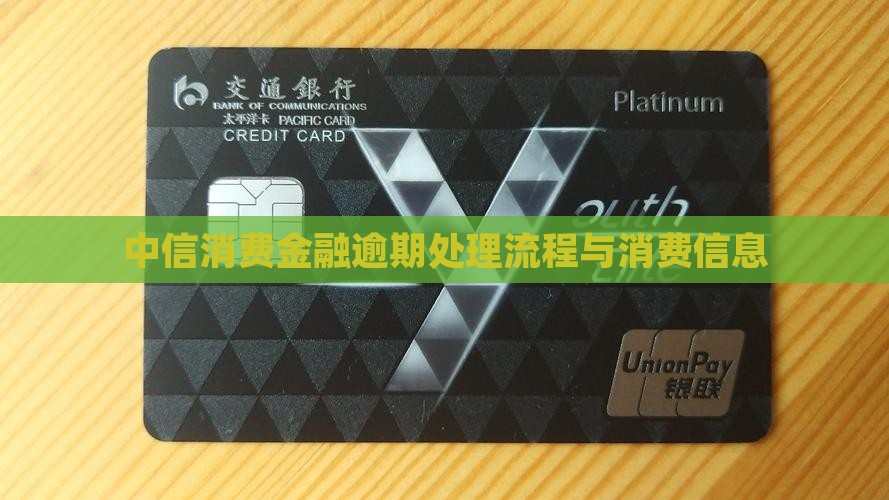 交通銀行
BANK OF COMMUNICATIONS
太平洋卡 PACIFIC CARD
CREDIT CARD
Platinum
outh
中信消费金融逾期处理流程与消费信息
UnionPay
银联